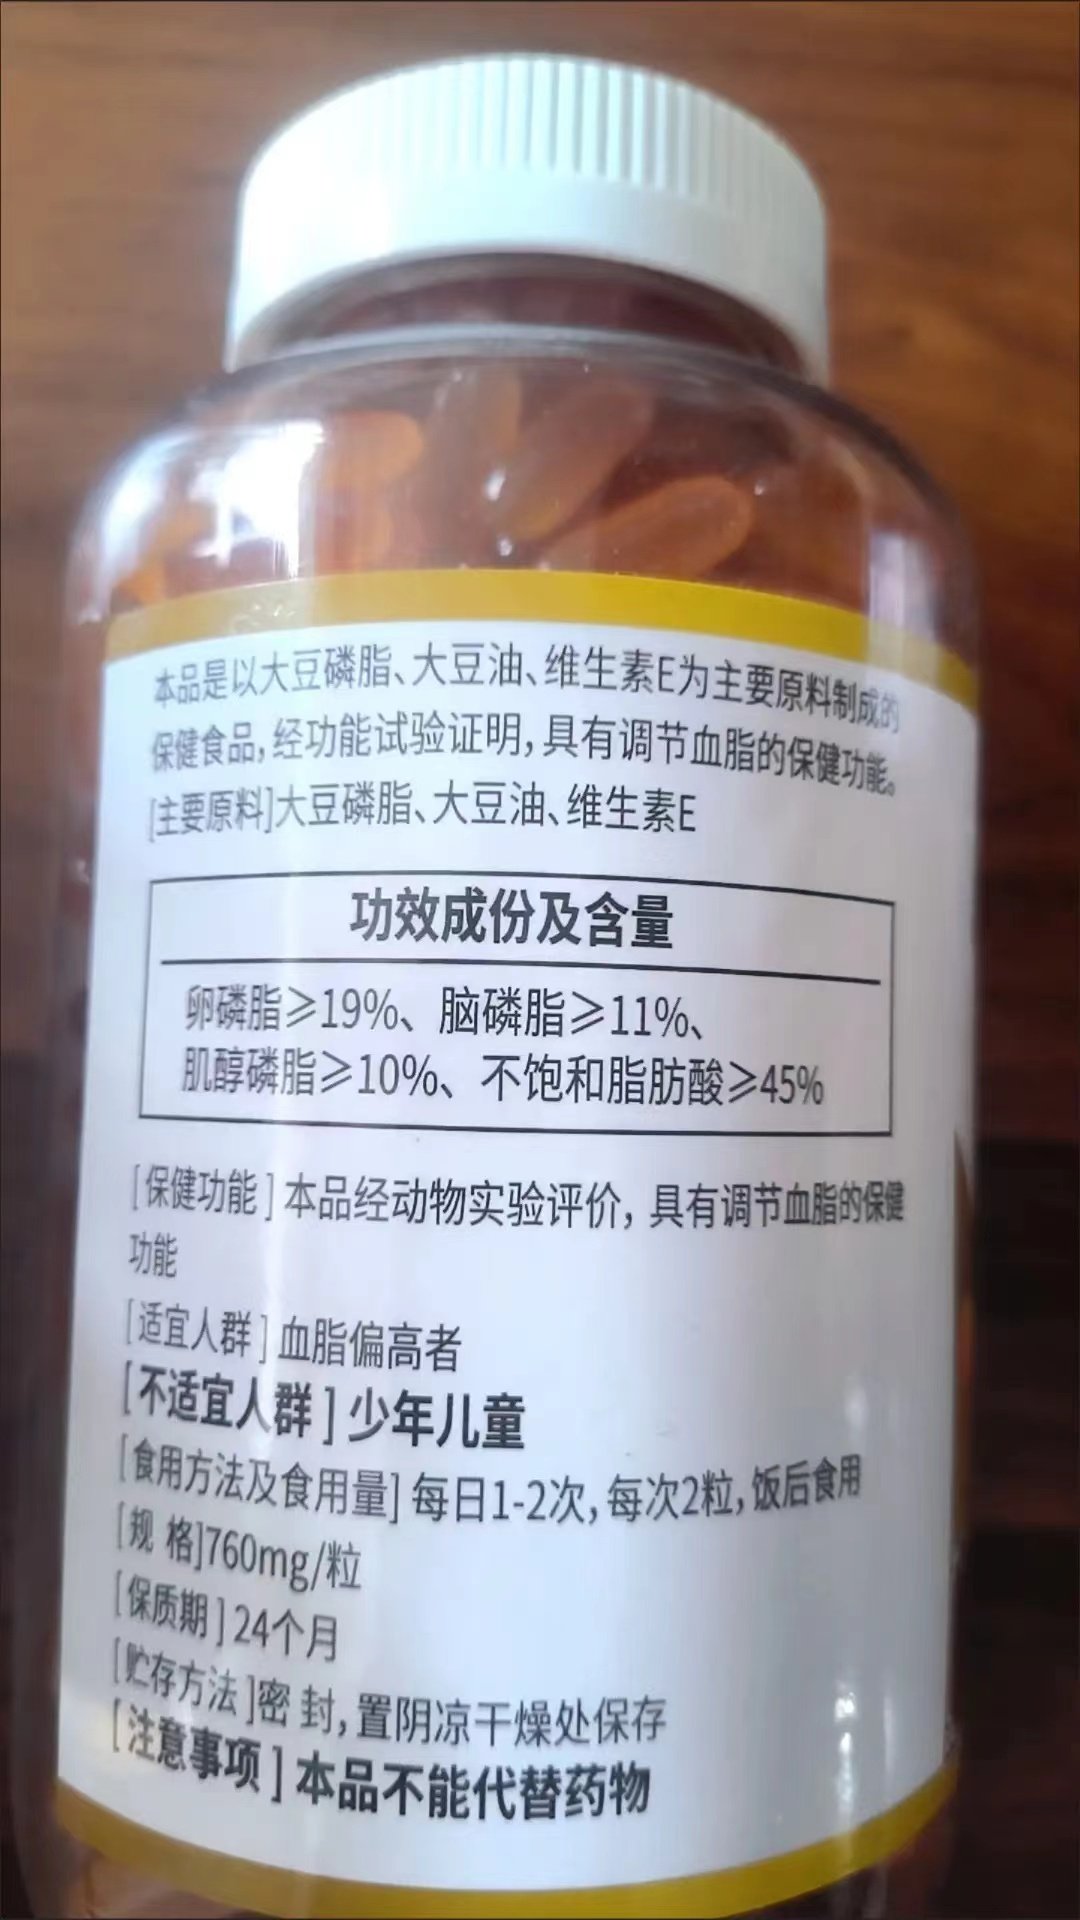 本品是以大豆磷脂、大豆油、维生素E为主要原料制成的
保健食品,经功能试验证明,具有调节血脂的保健功能。
[主要原料]大豆磷脂、大豆油、维生素E
功效成份及含量
卵磷脂≥19%、脑磷脂≥11%、
肌醇磷脂≥10%、不饱和脂肪酸≥45%
[保健功能]本品经动物实验评价,具有调节血脂的保健
功能
[适宜人群]血脂偏高者
[不适宜人群]少年儿童
[食用方法及食用量]每日1-2次,每次2粒,饭后食用
[规 格]760mg/粒
[保质期]24个月
[贮存方法]密 封,置阴凉干燥处保存
[注意事项]本品不能代替药物